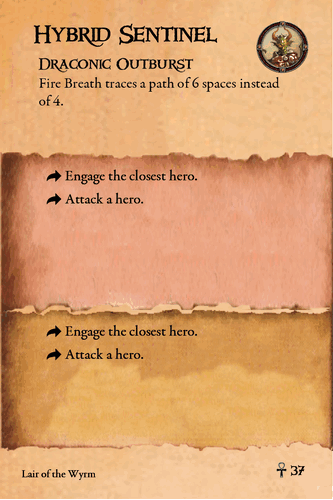 Hybrid Sentinel
Draconic Outburst
Fire Breath traces a path of 6 spaces instead
of 4.
Engage the closest hero.
Attack a hero.
Engage the closest hero.
Attack a hero.
Lair of the Wyrm
37